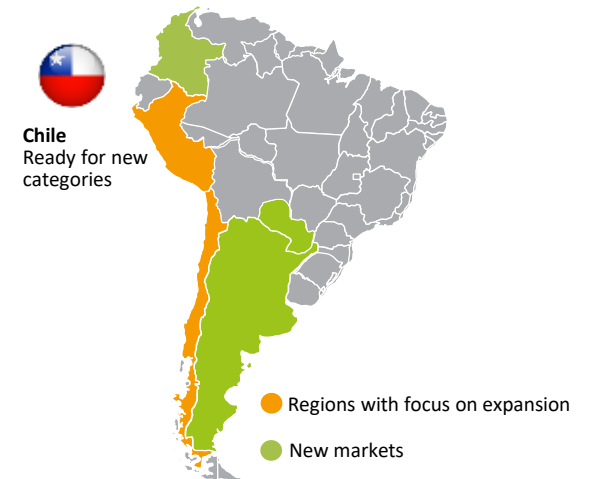 Chile
Ready for new
categories
Regions with focus on expansion
New markets